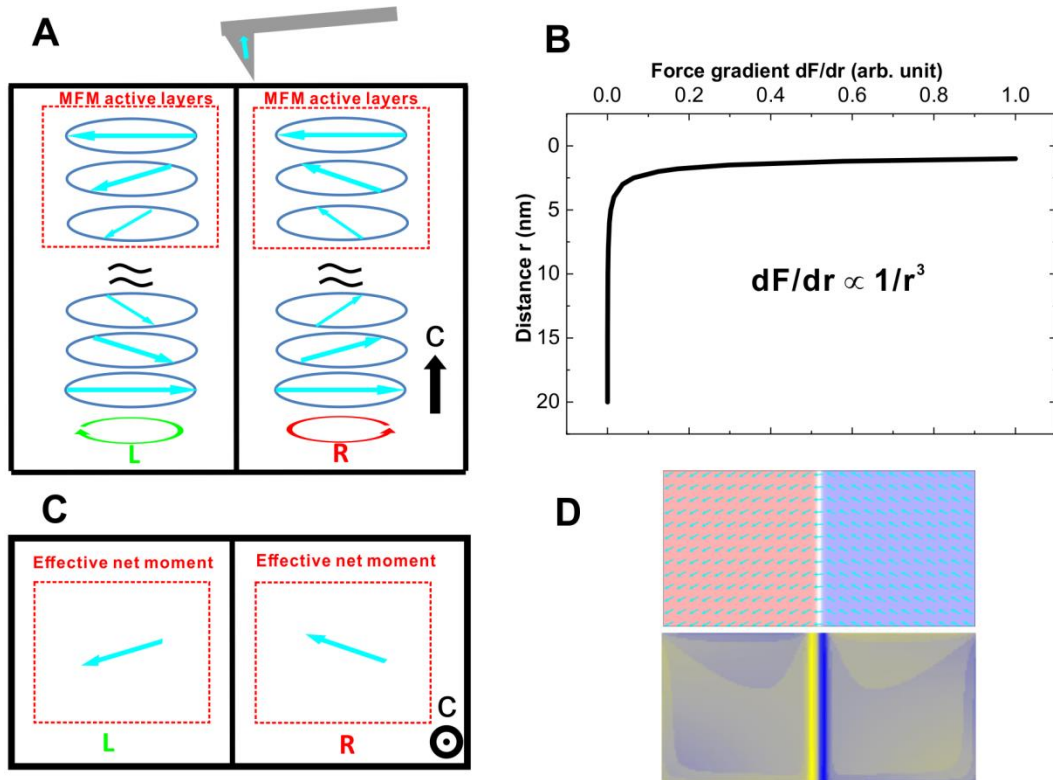 A
MFM active layers
MFM active layers
C
L
R
B
Force gradient dF/dr (arb. unit)
0.0 0.2 0.4 0.6 0.8 1.0
Distance r (nm)
0
5
10
15
20
dF/dr ∝ 1/r³
C
Effective net moment
Effective net moment
L
R
C
D